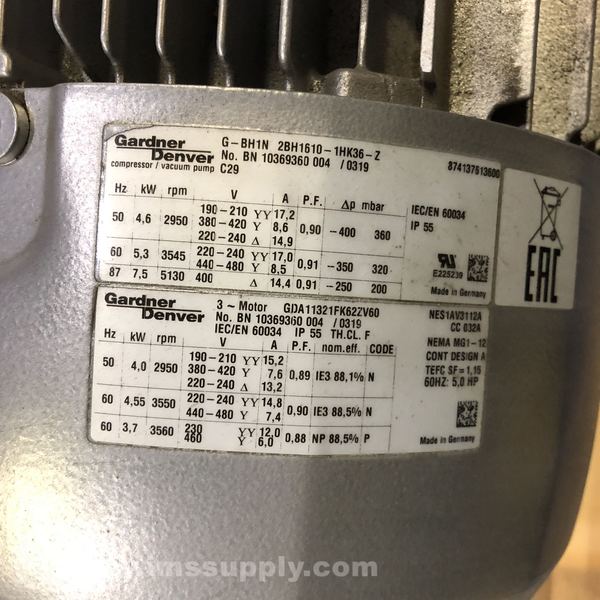 Gardner Denver
compressor / vacuum pump
G-BH1N 2BH1610-1HK36-Z
No. BN 10369360 004 / 0319
C29
874137513600
Hz kW rpm V A P.F. Δp mbar
50 4,6 2950 190-210 YY 17,2 0,90 -400 360
380-420 Y 8,6
220-240 Δ 14,9
60 5,3 3545 220-240 YY 17,0 0,91 -350 320
440-480 Y 8,5
87 7,5 5130 400 Δ 14,4 0,91 -250 200
IEC/EN 60034
IP 55
E225239
Made in Germany
EAC
Gardner Denver
3 ~ Motor GDA11321FK62ZV60
No. BN 10369360 004 / 0319
IEC/EN 60034 IP 55 TH.CL. F
Hz kW rpm V A P.F. nom.eff. CODE
50 4,0 2950 190-210 YY 15,2 0,89 IE3 88,1% N
380-420 Y 7,6
220-240 Δ 13,2
60 4,55 3550 220-240 YY 14,8 0,90 IE3 88,5% N
440-480 Y 7,4
60 3,7 3560 230 YY 12,0 0,88 NP 88,5% P
460 Y 6,0
NES1AV3112A
CC 032A
NEMA MG1-12
CONT DESIGN A
TEFC SF = 1,15
60HZ: 5,0 HP
Made in Germany